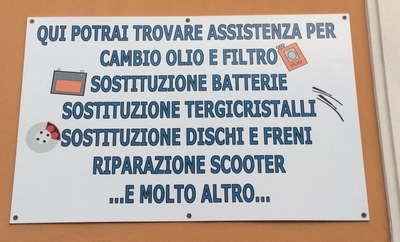 QUI POTRAI TROVARE ASSISTENZA PER
CAMBIO OLIO E FILTRO
SOSTITUZIONE BATTERIE
SOSTITUZIONE TERGICRISTALLI
SOSTITUZIONE DISCHI E FRENI
RIPARAZIONE SCOOTER
...E MOLTO ALTRO...